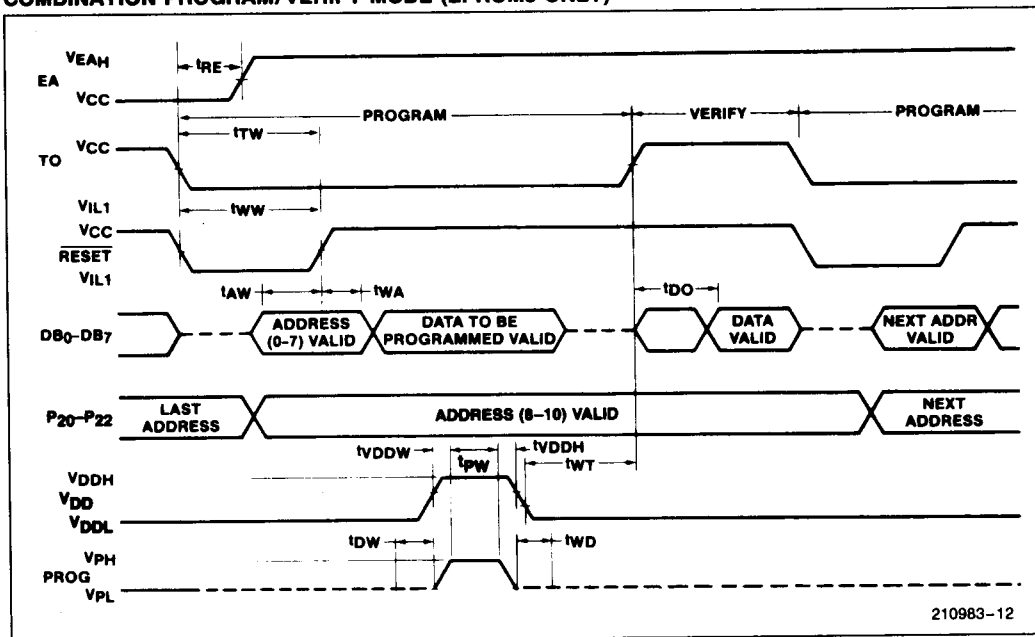 COMBINATION PROGRAM/VERIFY MODE (EPROMs ONLY)
VEAH
tRE
EA
VCC
PROGRAM
VERIFY
PROGRAM
tTW
VCC
TO
VIL1
tWW
VCC
RESET
VIL1
tAW
tWA
tDO
DB0-DB7
ADDRESS
(0-7) VALID
DATA TO BE
PROGRAMMED VALID
DATA
VALID
NEXT ADDR
VALID
P20-P22
LAST
ADDRESS
ADDRESS (8-10) VALID
NEXT
ADDRESS
tVDDW
tPW
tVDDH
tWT
VDDH
VDD
VDDL
tDW
tWD
VPH
PROG
VPL
210983-12